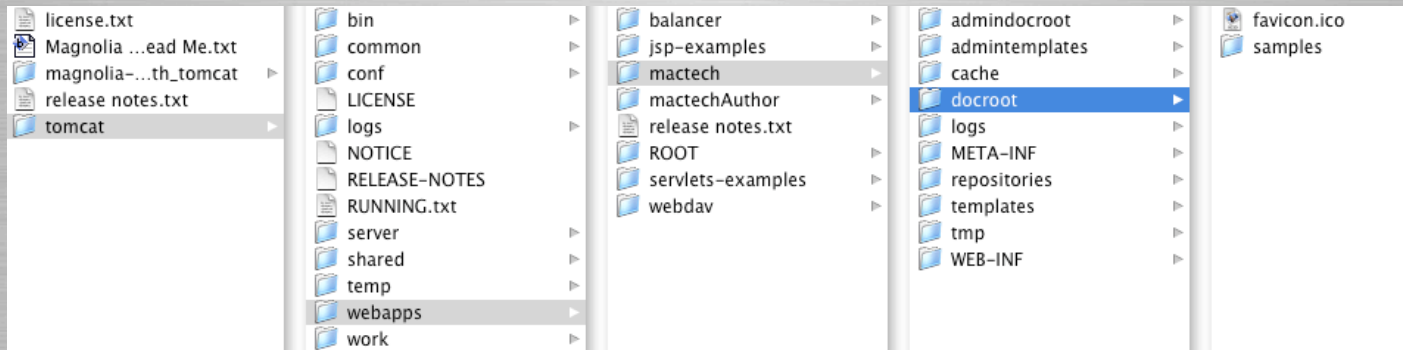 license.txt
Magnolia ...ead Me.txt
magnolia-...th_tomcat
release notes.txt
tomcat
bin
common
conf
LICENSE
logs
NOTICE
RELEASE-NOTES
RUNNING.txt
server
shared
temp
webapps
work
balancer
jsp-examples
mactech
mactechAuthor
release notes.txt
ROOT
servlets-examples
webdav
admindocroot
admintemplates
cache
docroot
logs
META-INF
repositories
templates
tmp
WEB-INF
favicon.ico
samples